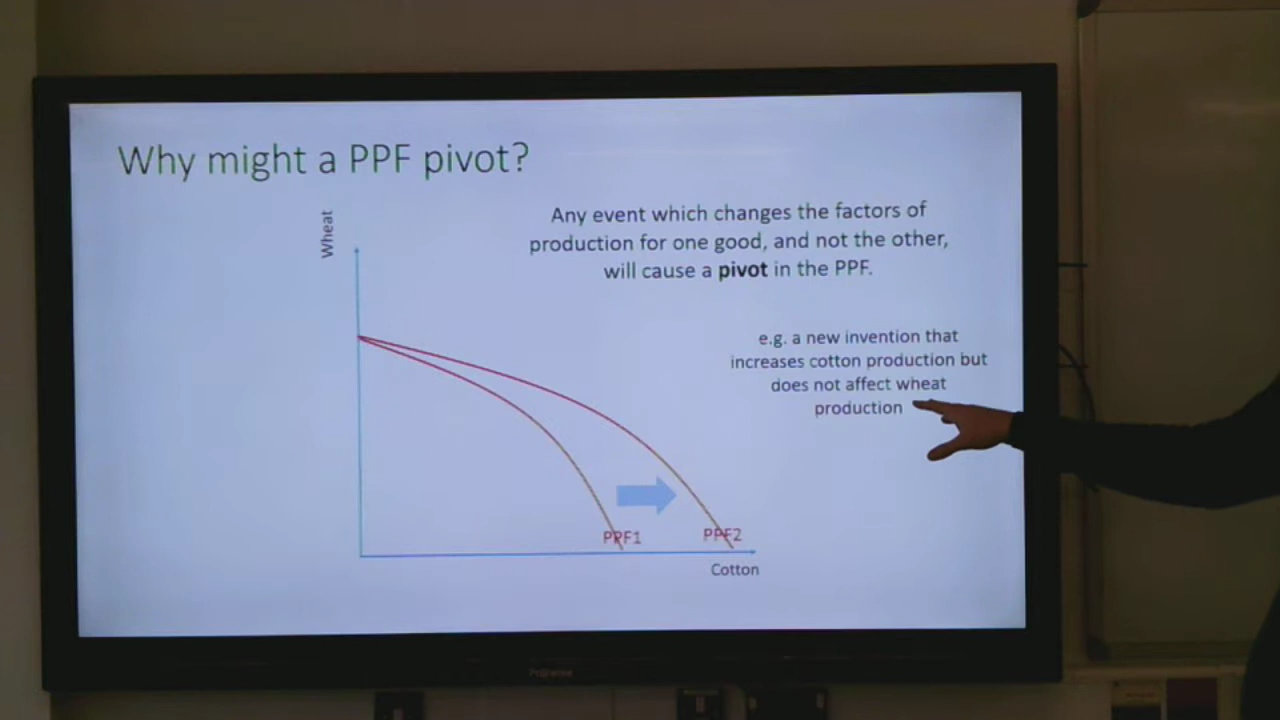 Why might a PPF pivot?
Wheat
Any event which changes the factors of
production for one good, and not the other,
will cause a pivot in the PPF.
e.g. a new invention that
increases cotton production but
does not affect wheat
production
PPF1
PPF2
Cotton